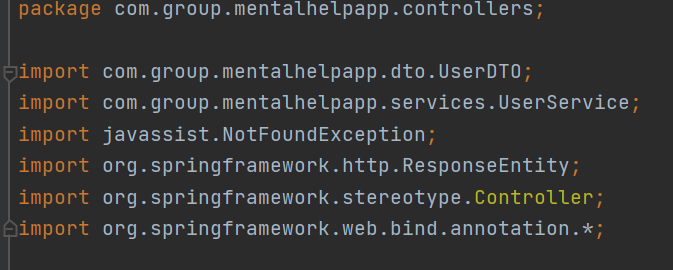 package com.group.mentalhelpapp.controllers;
import com.group.mentalhelpapp.dto.UserDTO;
import com.group.mentalhelpapp.services.UserService;
import javassist.NotFoundException;
import org.springframework.http.ResponseEntity;
import org.springframework.stereotype.Controller;
import org.springframework.web.bind.annotation.*;